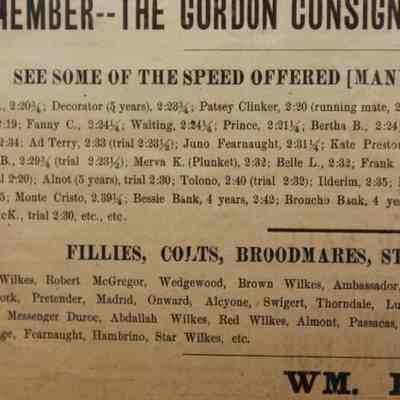 MEMBER--THE GORDON CONSIGN
SEE SOME OF THE SPEED OFFERED [MAN
., 2:20¾; Decorator (3 years), 2:23¾; Patsey Clinker, 2:20 (running mate, 2
2:19; Fanny C., 2:24¼; Waiting, 2:24¼; Prince, 2:21¼; Bertha B., 2:24
2:34; Ad Terry, 2:33 (trial 2:23½); Juno Fearnaught, 2:31¼; Kate Preston
B., 2:29¾ (trial 2:23½); Merva K. (Plunket), 2:32; Belle L., 2:32; Frank
al 2:20); Alnot (5 years), trial 2:30; Tolono, 2:40 (trial 2:32); Ilderim, 2:35;
5; Monte Cristo, 2.39¼; Bessie Bank, 4 years, 2:42; Broncho Bank, 4 ye
cK., trial 2:30, etc., etc.
FILLIES, COLTS, BROODMARES, ST
Wilkes, Robert McGregor, Wedgewood, Brown Wilkes, Ambassador,
ork, Pretender, Madrid, Onward, Alcyone, Swigert, Thorndale, Lu
Messenger Duroc, Abdallah Wilkes, Red Wilkes, Almont, Passacas,
ge, Fearnaught, Hambrino, Star Wilkes, etc.
WM.